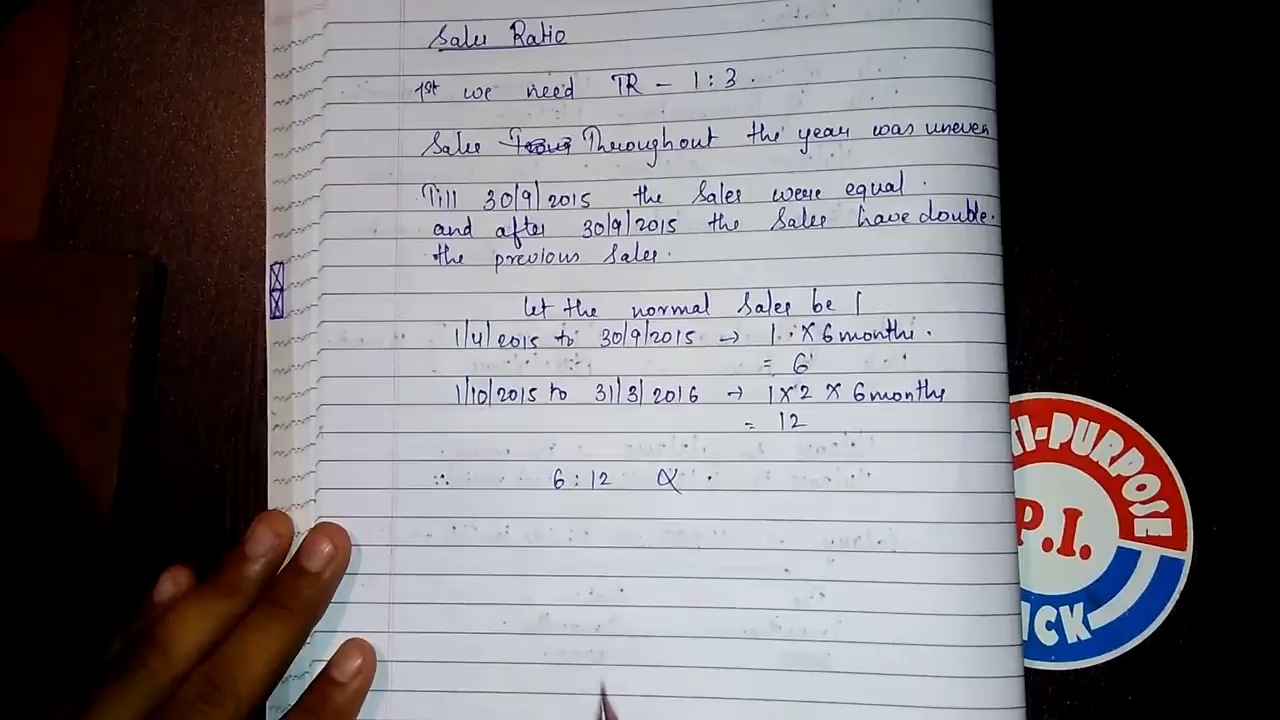 Sales Ratio
1st we need TR - 1:3.
Sales Throughout the year was uneven
Till 30/9/2015 the Sales were equal.
and after 30/9/2015 the Sales have double.
the previous Sales.
let the normal Sales be 1
1/4/2015 to 30/9/2015 → 1 × 6 months.
= 6
1/10/2015 to 31/3/2016 → 1×2 × 6 months
= 12
∴ 6:12
TI-PURPOSE
P.I.
ICK